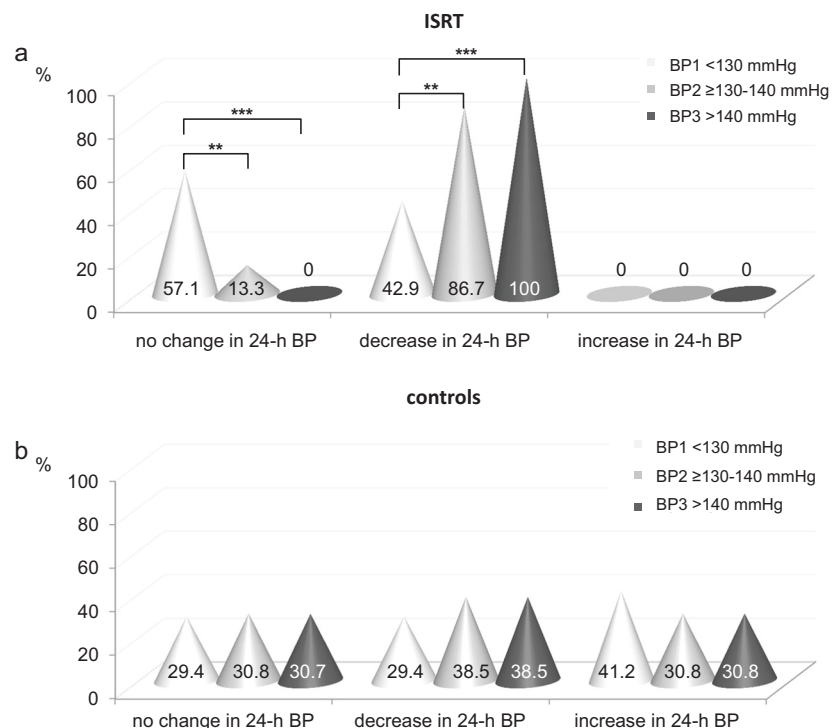 ISRT
a
%
BP1 <130 mmHg
BP2 ≥130-140 mmHg
BP3 >140 mmHg
***
**
***
**
100
80
60
40
20
0
57.1 13.3 0
42.9 86.7 100
0 0 0
no change in 24-h BP decrease in 24-h BP increase in 24-h BP
controls
b
%
BP1 <130 mmHg
BP2 ≥130-140 mmHg
BP3 >140 mmHg
100
80
60
40
20
0
29.4 30.8 30.7
29.4 38.5 38.5
41.2 30.8 30.8
no change in 24-h BP decrease in 24-h BP increase in 24-h BP